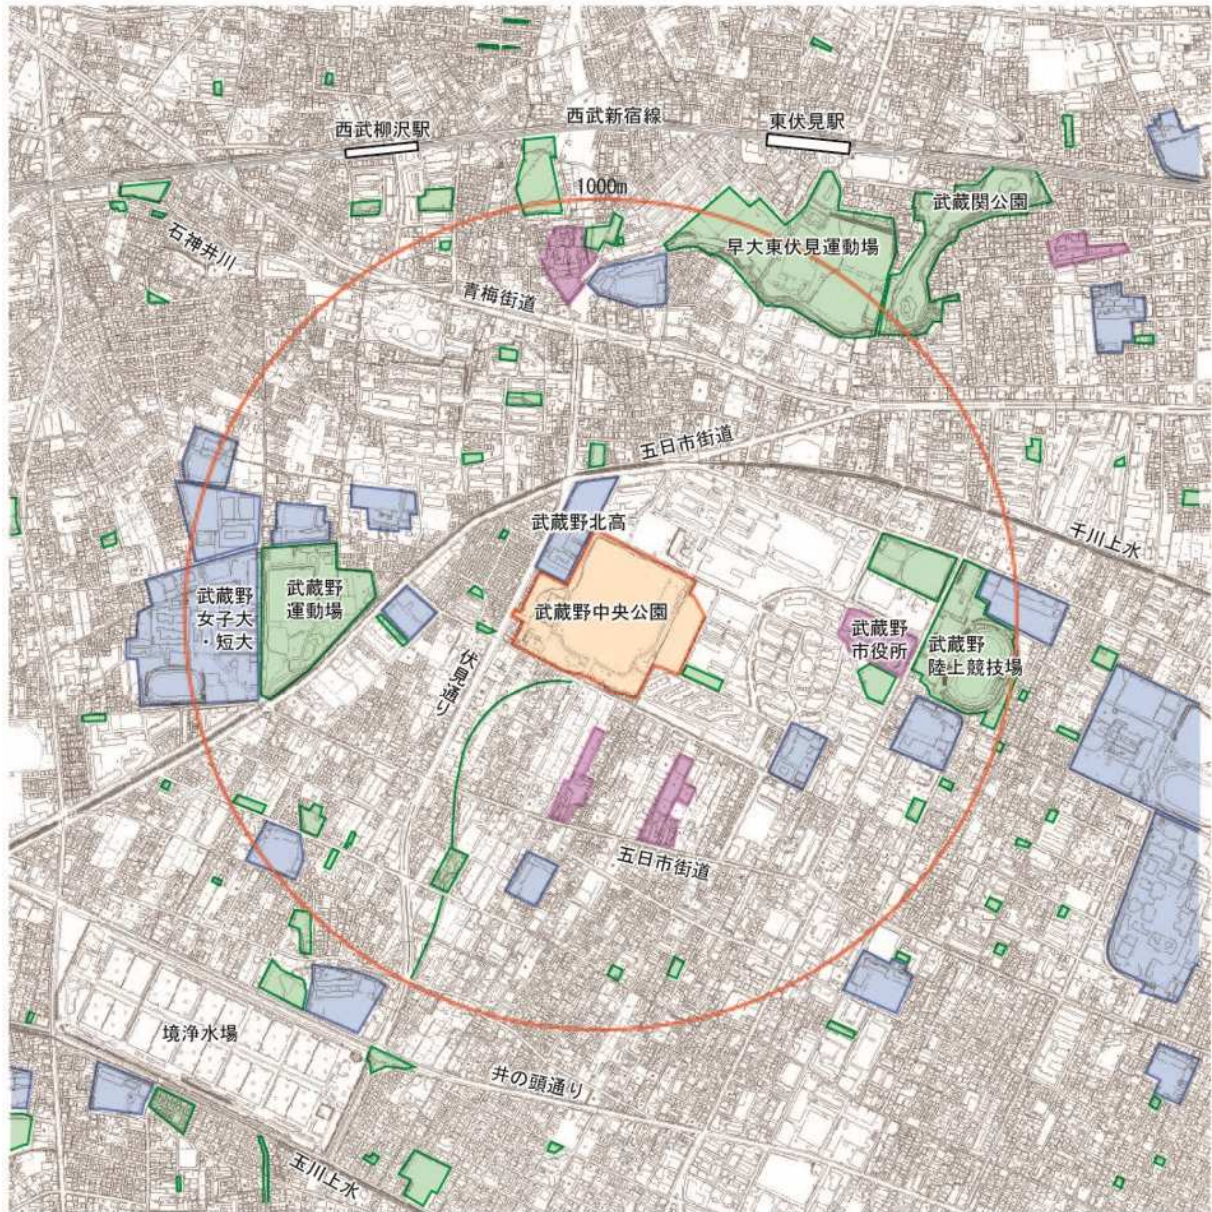 西武新宿線
東伏見駅
西武柳沢駅
1000m
武蔵関公園
石神井川
早大東伏見運動場
青梅街道
五日市街道
武蔵野北高
千川上水
武蔵野
女子大
・短大
武蔵野
運動場
武蔵野中央公園
武蔵野
市役所
武蔵野
陸上競技場
伏見通り
五日市街道
境浄水場
井の頭通り
玉川上水